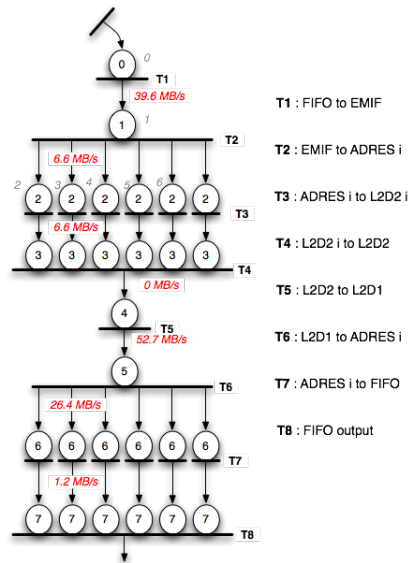 0 0
T1
39.6 MB/s
T1 : FIFO to EMIF
1 1
T2
T2 : EMIF to ADRES i
6.6 MB/s
2 3 4 5 6
2 2 2 2 2 2
T3
T3 : ADRES i to L2D2 i
6.6 MB/s
3 3 3 3 3 3
T4
T4 : L2D2 i to L2D2
0 MB/s
4
T5
T5 : L2D2 to L2D1
52.7 MB/s
5
T6
T6 : L2D1 to ADRES i
26.4 MB/s
6 6 6 6 6 6
T7
T7 : ADRES i to FIFO
1.2 MB/s
7 7 7 7 7 7
T8
T8 : FIFO output